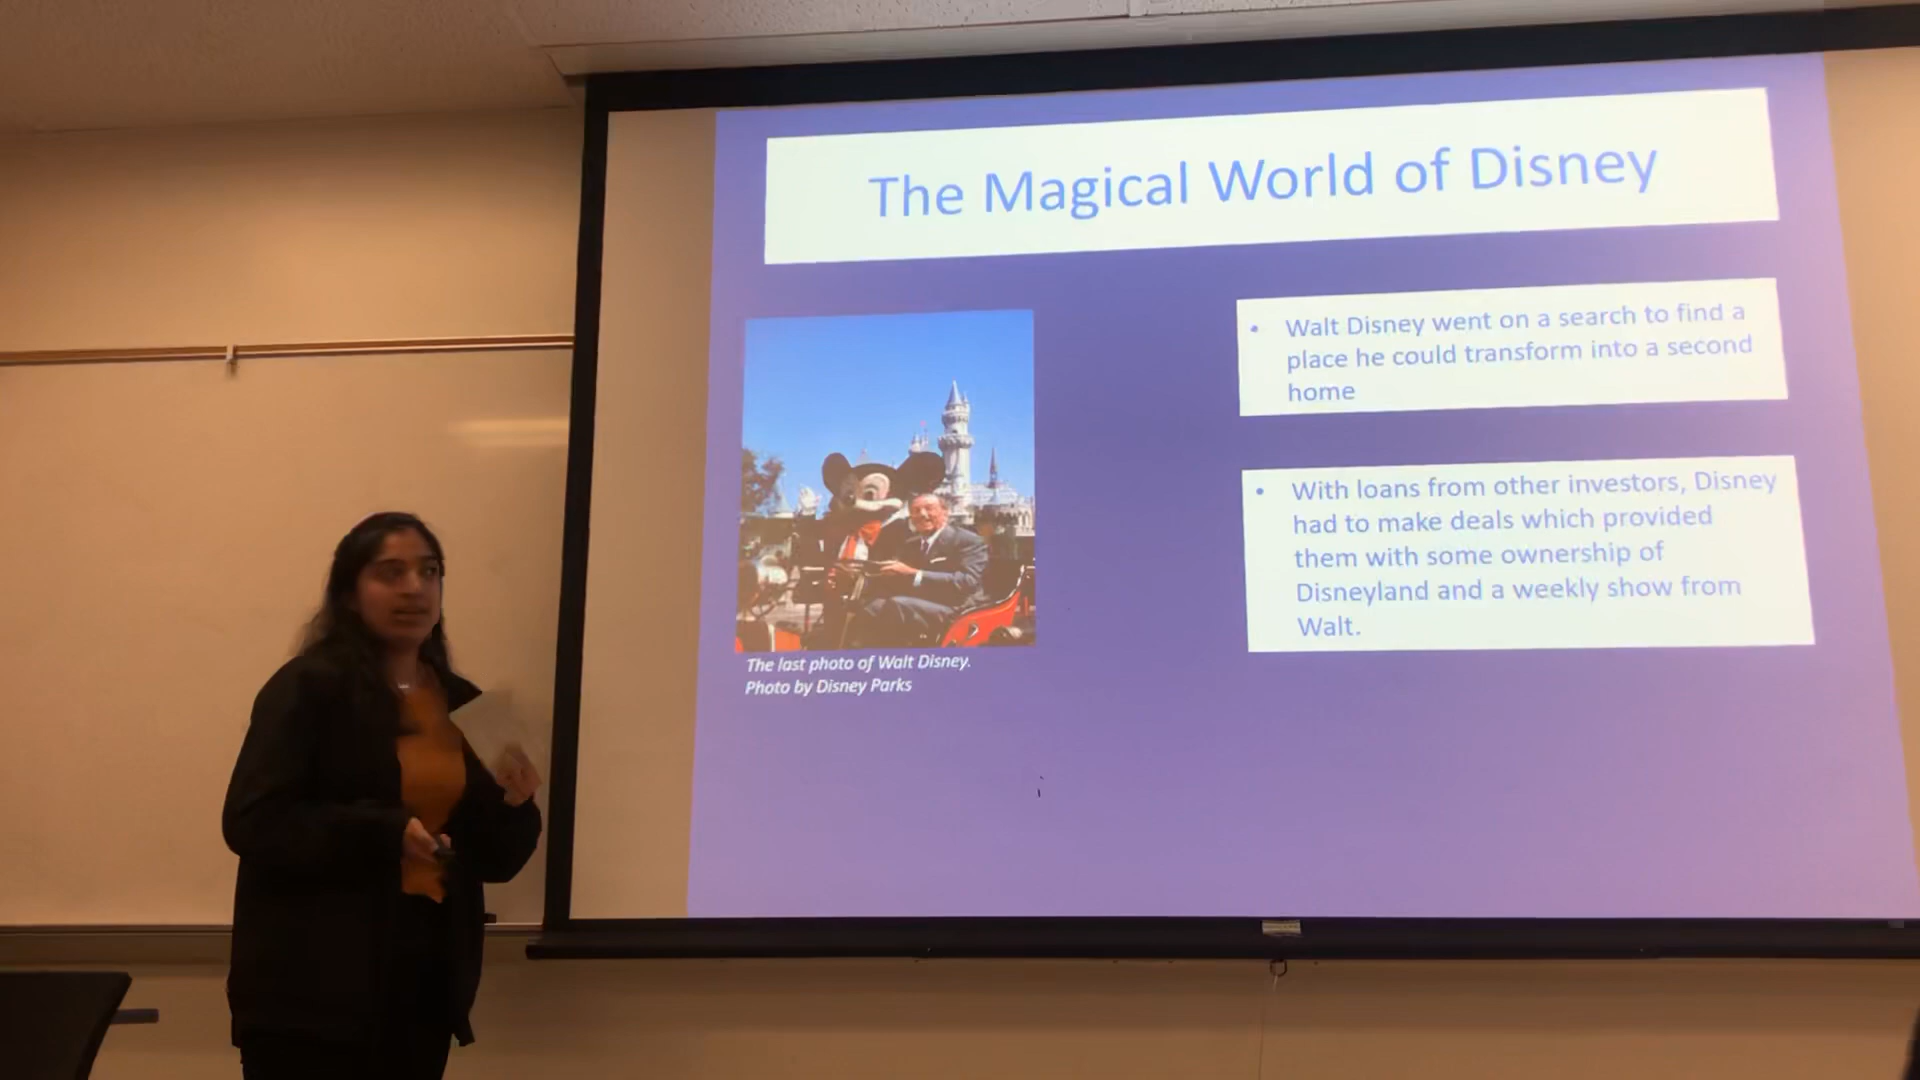 The Magical World of Disney
• Walt Disney went on a search to find a
place he could transform into a second
home
• With loans from other investors, Disney
had to make deals which provided
them with some ownership of
Disneyland and a weekly show from
Walt.
The last photo of Walt Disney.
Photo by Disney Parks